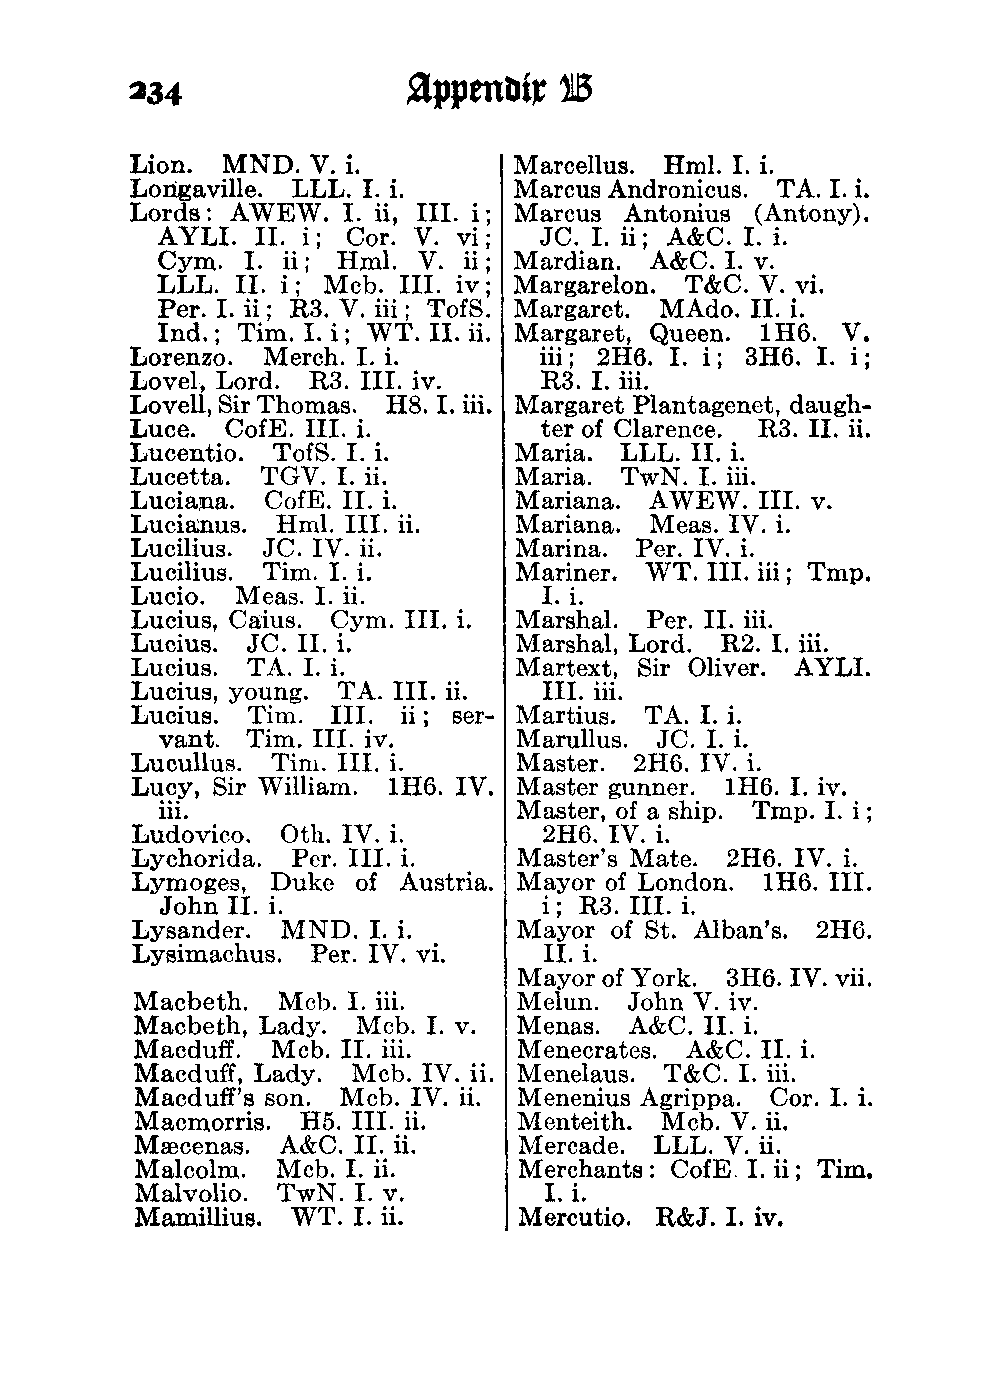 234
Appendix B
Lion. MND. V. i.
Longaville. LLL. I. i.
Lords: AWEW. I. ii, III. i;
AYLI. II. i; Cor. V. vi;
Cym. I. ii; Hml. V. ii;
LLL. II. i; Mcb. III. iv;
Per. I. ii; R3. V. iii; TofS.
Ind.; Tim. I. i; WT. II. ii.
Lorenzo. Merch. I. i.
Lovel, Lord. R3. III. iv.
Lovell, Sir Thomas. H8. I. iii.
Luce. CofE. III. i.
Lucentio. TofS. I. i.
Lucetta. TGV. I. ii.
Luciana. CofE. II. i.
Lucianus. Hml. III. ii.
Lucilius. JC. IV. ii.
Lucilius. Tim. I. i.
Lucio. Meas. I. ii.
Lucius, Caius. Cym. III. i.
Lucius. JC. II. i.
Lucius. TA. I. i.
Lucius, young. TA. III. ii.
Lucius. Tim. III. ii; ser-
vant. Tim. III. iv.
Lucullus. Tim. III. i.
Lucy, Sir William. 1H6. IV.
iii.
Ludovico. Oth. IV. i.
Lychorida. Per. III. i.
Lymoges, Duke of Austria.
John II. i.
Lysander. MND. I. i.
Lysimachus. Per. IV. vi.
Macbeth. Mcb. I. iii.
Macbeth, Lady. Mcb. I. v.
Macduff. Mcb. II. iii.
Macduff, Lady. Mcb. IV. ii.
Macduff's son. Mcb. IV. ii.
Macmorris. H5. III. ii.
Mæcenas. A&C. II. ii.
Malcolm. Mcb. I. ii.
Malvolio. TwN. I. v.
Mamillius. WT. I. ii.
Marcellus. Hml. I. i.
Marcus Andronicus. TA. I. i.
Marcus Antonius (Antony).
JC. I. ii; A&C. I. i.
Mardian. A&C. I. v.
Margarelon. T&C. V. vi.
Margaret. MAdo. II. i.
Margaret, Queen. 1H6. V.
iii; 2H6. I. i; 3H6. I. i;
R3. I. iii.
Margaret Plantagenet, daugh-
ter of Clarence. R3. II. ii.
Maria. LLL. II. i.
Maria. TwN. I. iii.
Mariana. AWEW. III. v.
Mariana. Meas. IV. i.
Marina. Per. IV. i.
Mariner. WT. III. iii; Tmp.
I. i.
Marshal. Per. II. iii.
Marshal, Lord. R2. I. iii.
Martext, Sir Oliver. AYLI.
III. iii.
Martius. TA. I. i.
Marullus. JC. I. i.
Master. 2H6. IV. i.
Master gunner. 1H6. I. iv.
Master, of a ship. Tmp. I. i;
2H6. IV. i.
Master's Mate. 2H6. IV. i.
Mayor of London. 1H6. III.
i; R3. III. i.
Mayor of St. Alban's. 2H6.
II. i.
Mayor of York. 3H6. IV. vii.
Melun. John V. iv.
Menas. A&C. II. i.
Menecrates. A&C. II. i.
Menelaus. T&C. I. iii.
Menenius Agrippa. Cor. I. i.
Menteith. Mcb. V. ii.
Mercade. LLL. V. ii.
Merchants: CofE. I. ii; Tim.
I. i.
Mercutio. R&J. I. iv.